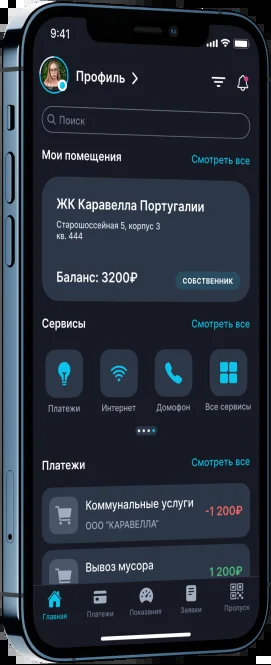 9:41
Профиль
Поиск
Мои помещения
Смотреть все
ЖК Каравелла Португалии
Старошоссейная 5, корпус 3
кв. 444
Баланс: 3200₽
СОБСТВЕННИК
Сервисы
Смотреть все
Платежи
Интернет
Домофон
Все сервисы
Платежи
Смотреть все
Коммунальные услуги
-1 200₽
ООО "КАРАВЕЛЛА"
Вывоз мусора
1 200₽
Главная
Платежи
Показания
Заявки
Пропуск